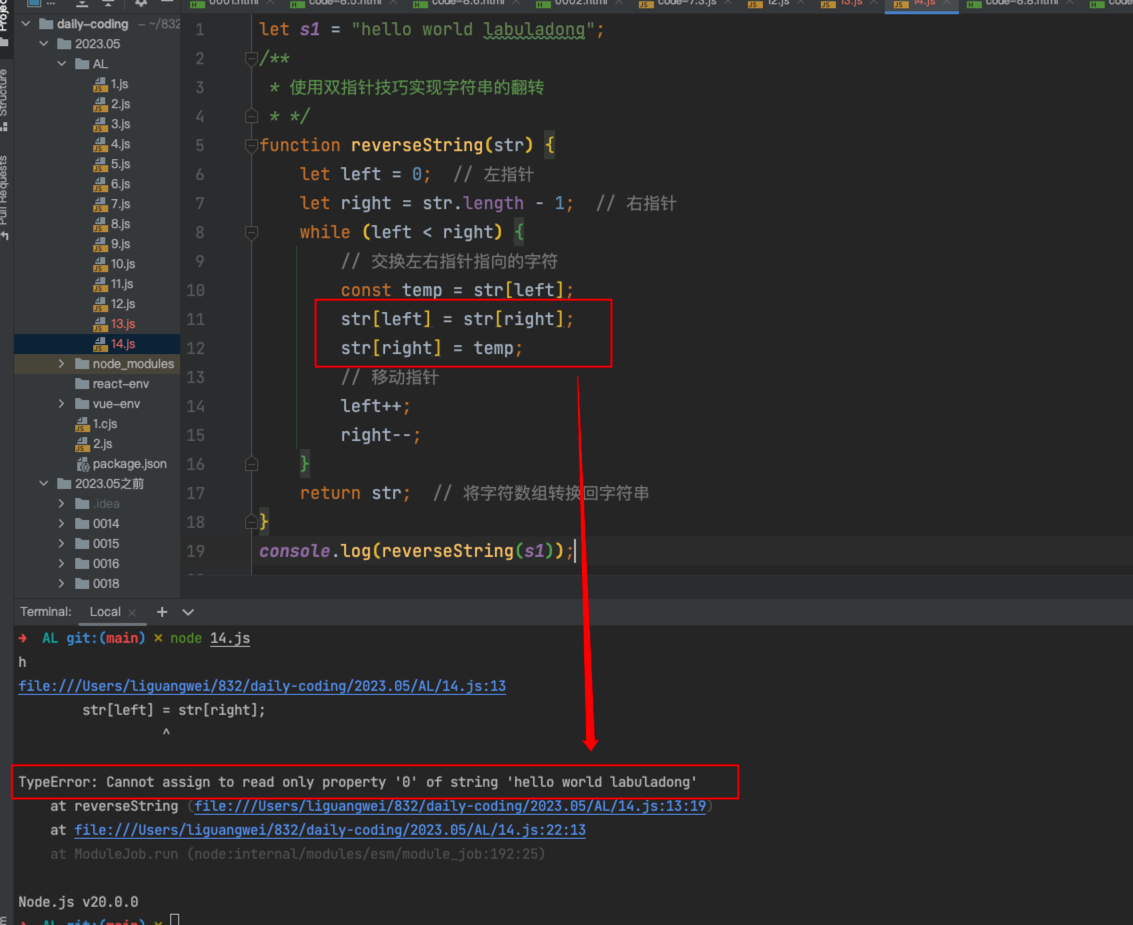 0001.html code-8.5.html code-8.6.html 0002.html code-7.3.js 12.js 13.js 14.js code-8.8.html
Project
Structure
Pull Requests
daily-coding ~/832
2023.05
AL
1.js
2.js
3.js
4.js
5.js
6.js
7.js
8.js
9.js
10.js
11.js
12.js
13.js
14.js
node_modules
react-env
vue-env
1.cjs
2.js
package.json
2023.05之前
.idea
0014
0015
0016
0018
1 let s1 = "hello world labuladong";
2 /**
3 * 使用双指针技巧实现字符串的翻转
4 * */
5 function reverseString(str) {
6 let left = 0; // 左指针
7 let right = str.length - 1; // 右指针
8 while (left < right) {
9 // 交换左右指针指向的字符
10 const temp = str[left];
11 str[left] = str[right];
12 str[right] = temp;
13 // 移动指针
14 left++;
15 right--;
16 }
17 return str; // 将字符数组转换回字符串
18 }
19 console.log(reverseString(s1));
Terminal: Local × +
→ AL git:(main) × node 14.js
h
file:///Users/liguangwei/832/daily-coding/2023.05/AL/14.js:13
str[left] = str[right];
^
TypeError: Cannot assign to read only property '0' of string 'hello world labuladong'
at reverseString (file:///Users/liguangwei/832/daily-coding/2023.05/AL/14.js:13:19)
at file:///Users/liguangwei/832/daily-coding/2023.05/AL/14.js:22:13
at ModuleJob.run (node:internal/modules/esm/module_job:192:25)
Node.js v20.0.0
→ AL git:(main) ×